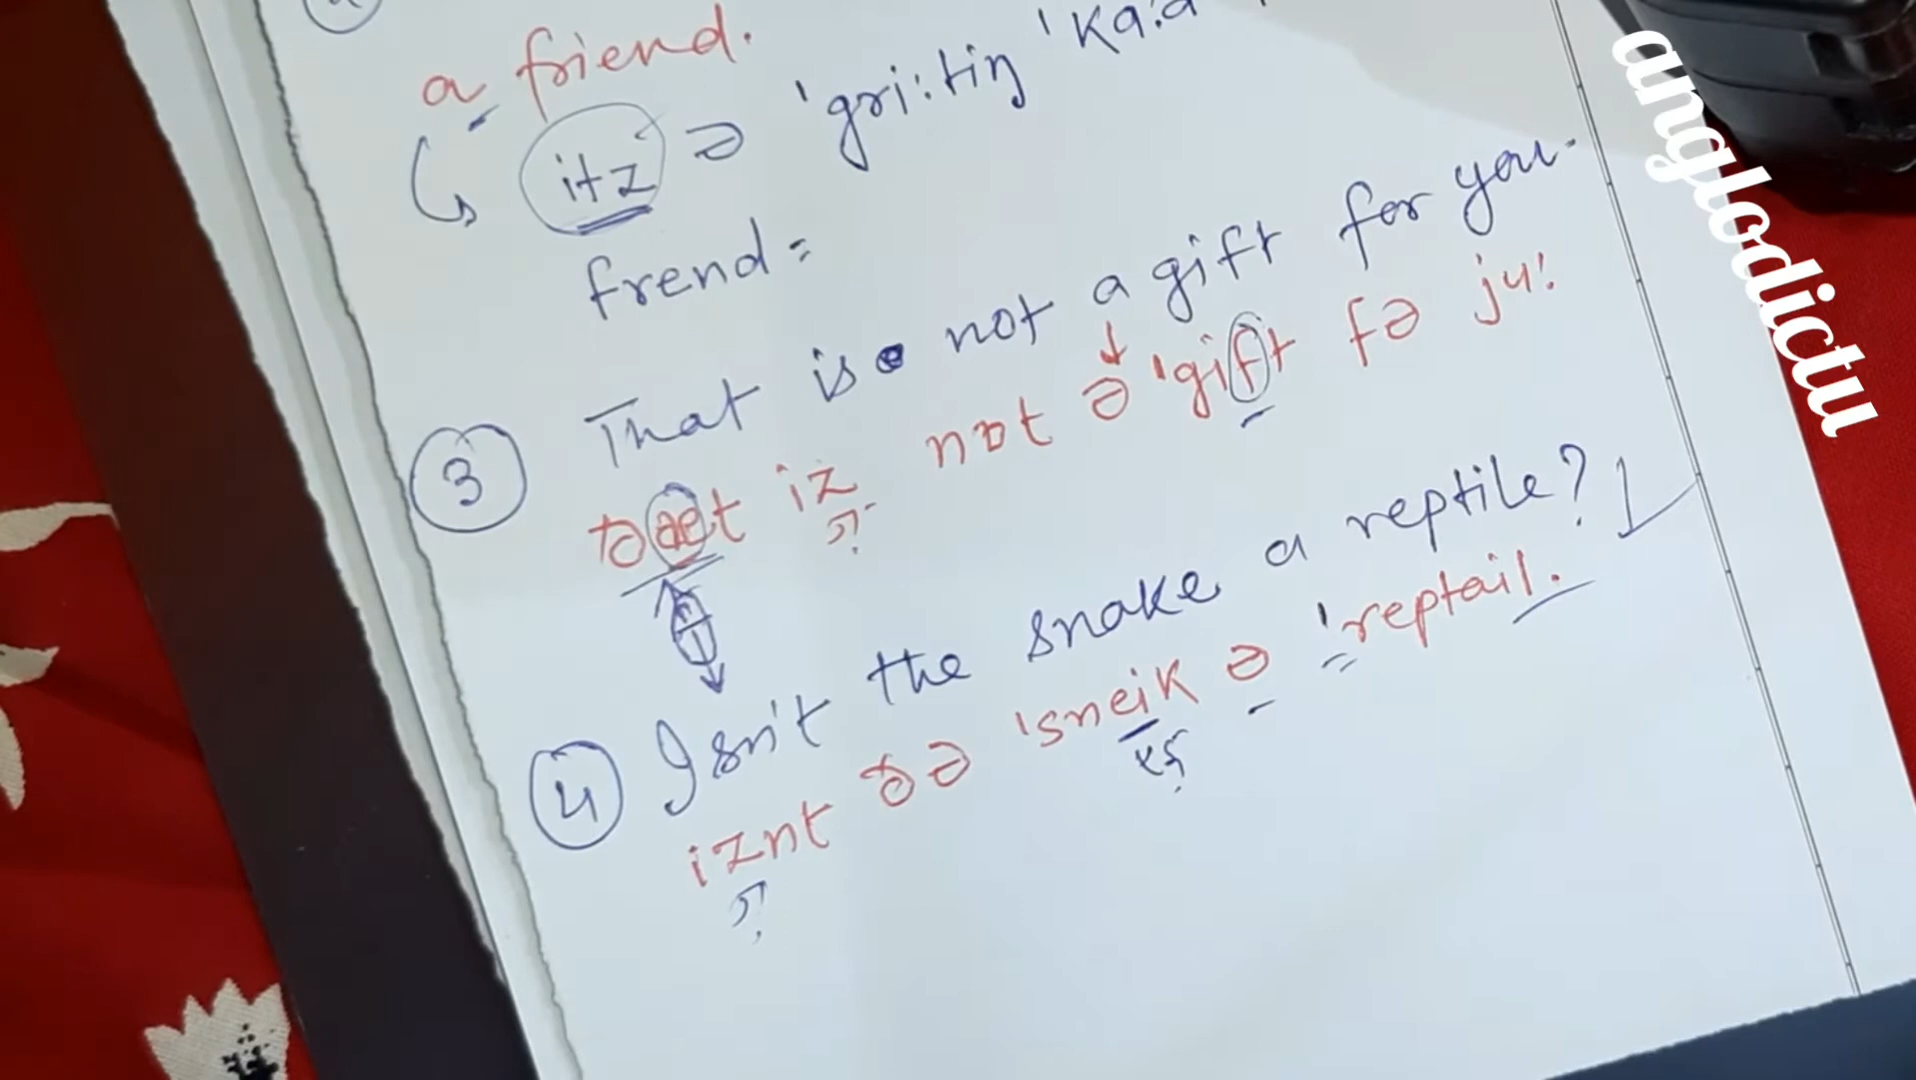 a friend.
itz ə 'gri:tiŋ 'ka:d
frend =
3 That is not a gift for you.
ðæt iz nɒt ə 'gift fə ju:
4 Isn't the snake a reptile?
iznt ðə 'sneik ə 'reptail.
anglodictu